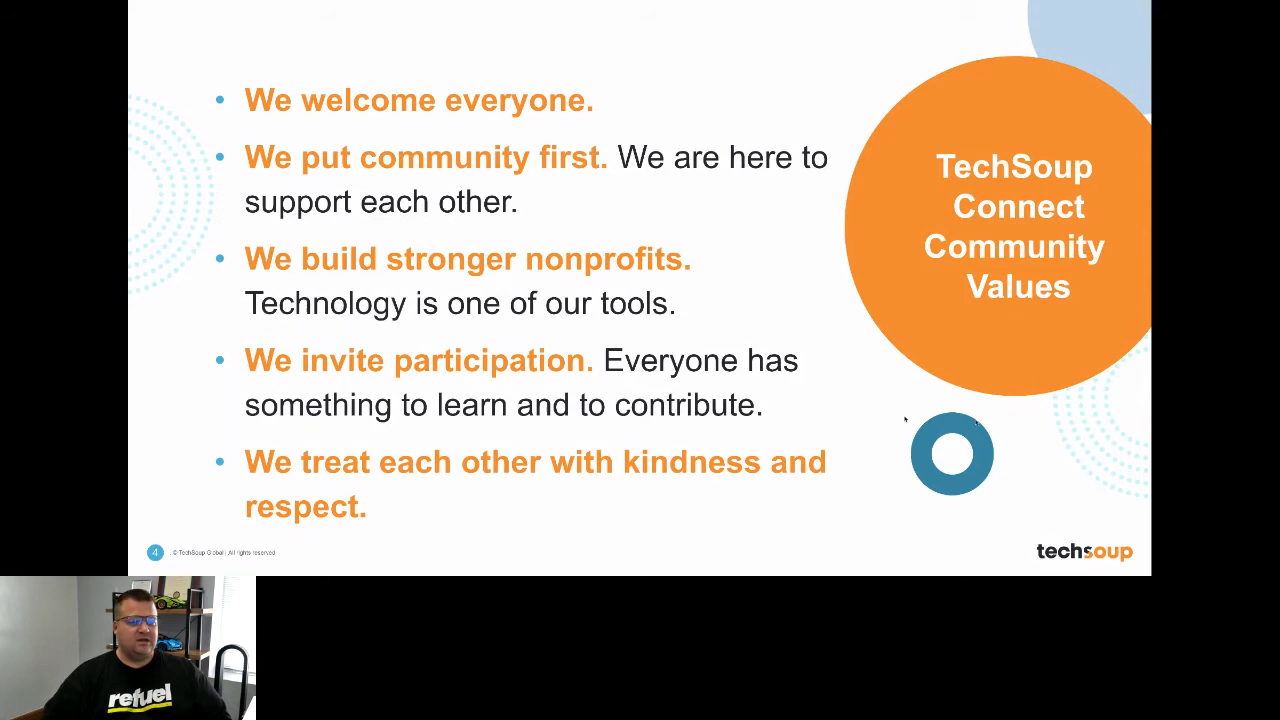 We welcome everyone.
We put community first. We are here to
support each other.
We build stronger nonprofits.
Technology is one of our tools.
We invite participation. Everyone has
something to learn and to contribute.
We treat each other with kindness and
respect.
TechSoup
Connect
Community
Values
4
. © TechSoup Global | All rights reserved
techsoup
refuel